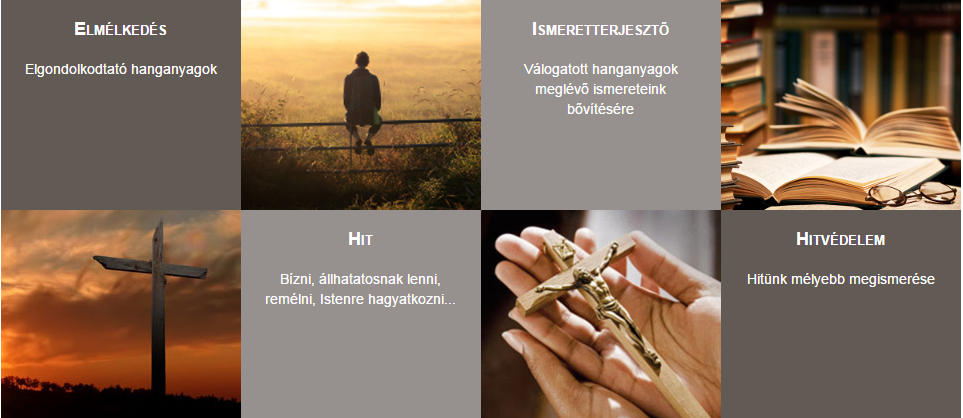 ELMÉLKEDÉS
Elgondolkodtató hanganyagok
ISMERETTERJESZTŐ
Válogatott hanganyagok
meglévő ismereteink
bővítésére
HIT
Bízni, állhatatosnak lenni,
remélni, Istenre hagyatkozni...
HITVÉDELEM
Hitünk mélyebb megismerése